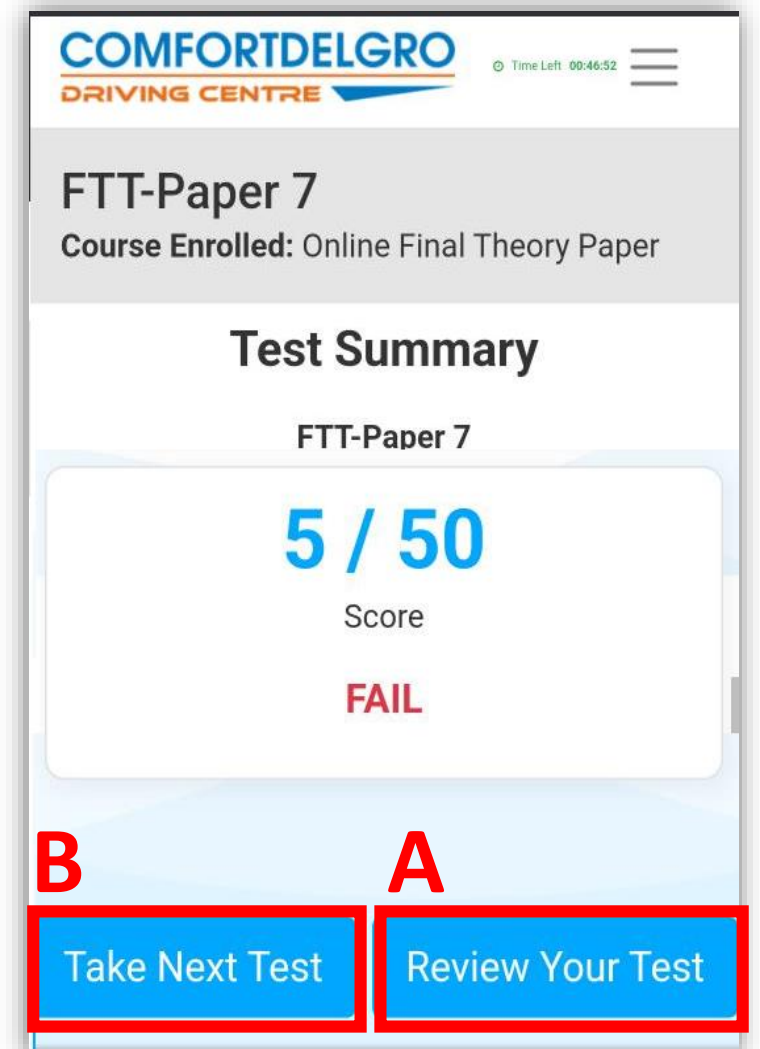 COMFORTDELGRO
DRIVING CENTRE
Time Left 00:46:52
FTT-Paper 7
Course Enrolled: Online Final Theory Paper
Test Summary
FTT-Paper 7
5 / 50
Score
FAIL
B A
Take Next Test Review Your Test